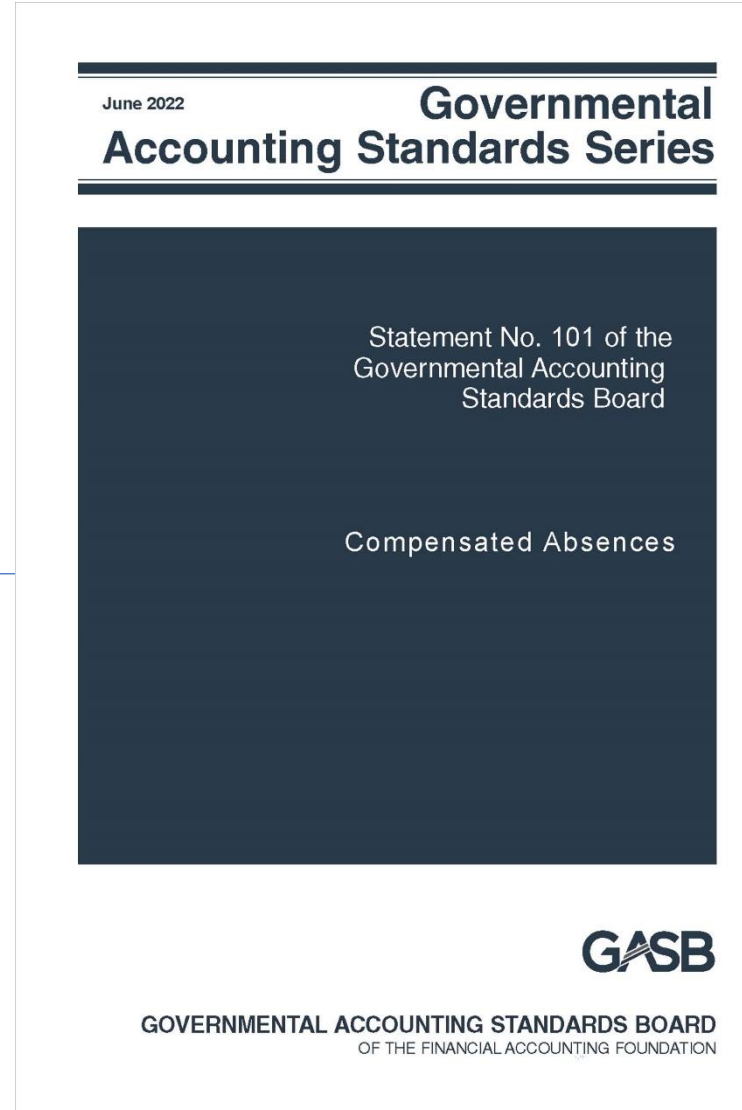 June 2022
Governmental
Accounting Standards Series
Statement No. 101 of the
Governmental Accounting
Standards Board
Compensated Absences
GASB
GOVERNMENTAL ACCOUNTING STANDARDS BOARD
OF THE FINANCIAL ACCOUNTING FOUNDATION